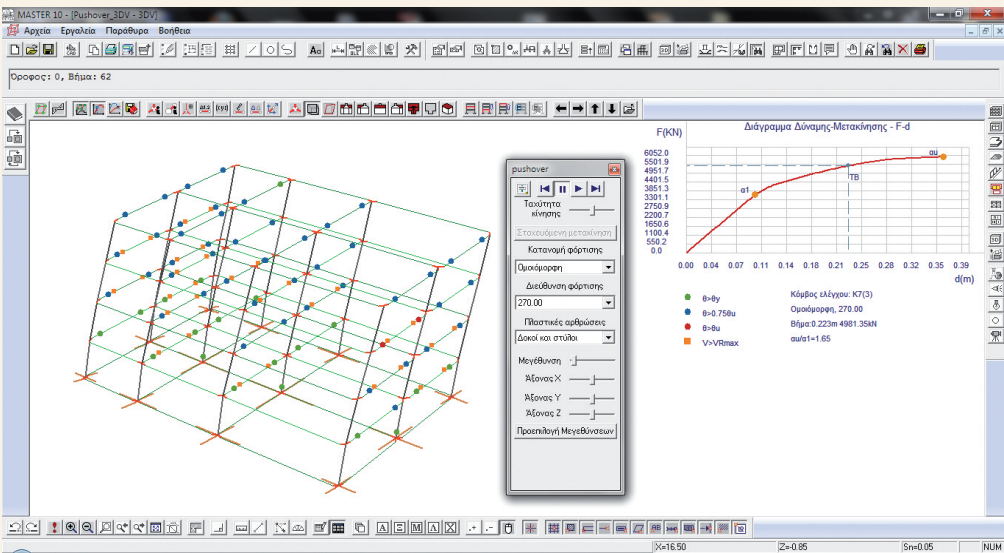 MASTER 10 - [Pushover_3DV - 3DV]
Αρχεία Εργαλεία Παράθυρα Βοήθεια
Όροφος: 0, Βήμα: 62
pushover
Ταχύτητα
κίνησης
Στοχευόμενη μετακίνηση
Κατανομή φόρτισης
Ομοιόμορφη
Διεύθυνση φόρτισης
270.00
Πλαστικές αρθρώσεις
Δοκοί και στύλοι
Μεγέθυνση
Άξονας X
Άξονας Y
Άξονας Z
Προεπιλογή Μεγεθύνσεων
Διάγραμμα Δύναμης-Μετακίνησης - F-d
F(KN)
6052.0
5501.9
4951.7
4401.5
3851.3
3301.1
2750.9
2200.7
1650.6
1100.4
550.2
0.0
α1
TB
αu
0.00 0.04 0.07 0.11 0.14 0.18 0.21 0.25 0.28 0.32 0.35 0.39
d(m)
θ>θy
θ>0.75θu
θ>θu
V>VRmax
Κόμβος ελέγχου: K7(3)
Ομοιόμορφη, 270.00
Βήμα:0.223m 4981.35kN
αu/α1=1.65
X=16.50 Z=-0.85 Sn=0.05 NUM